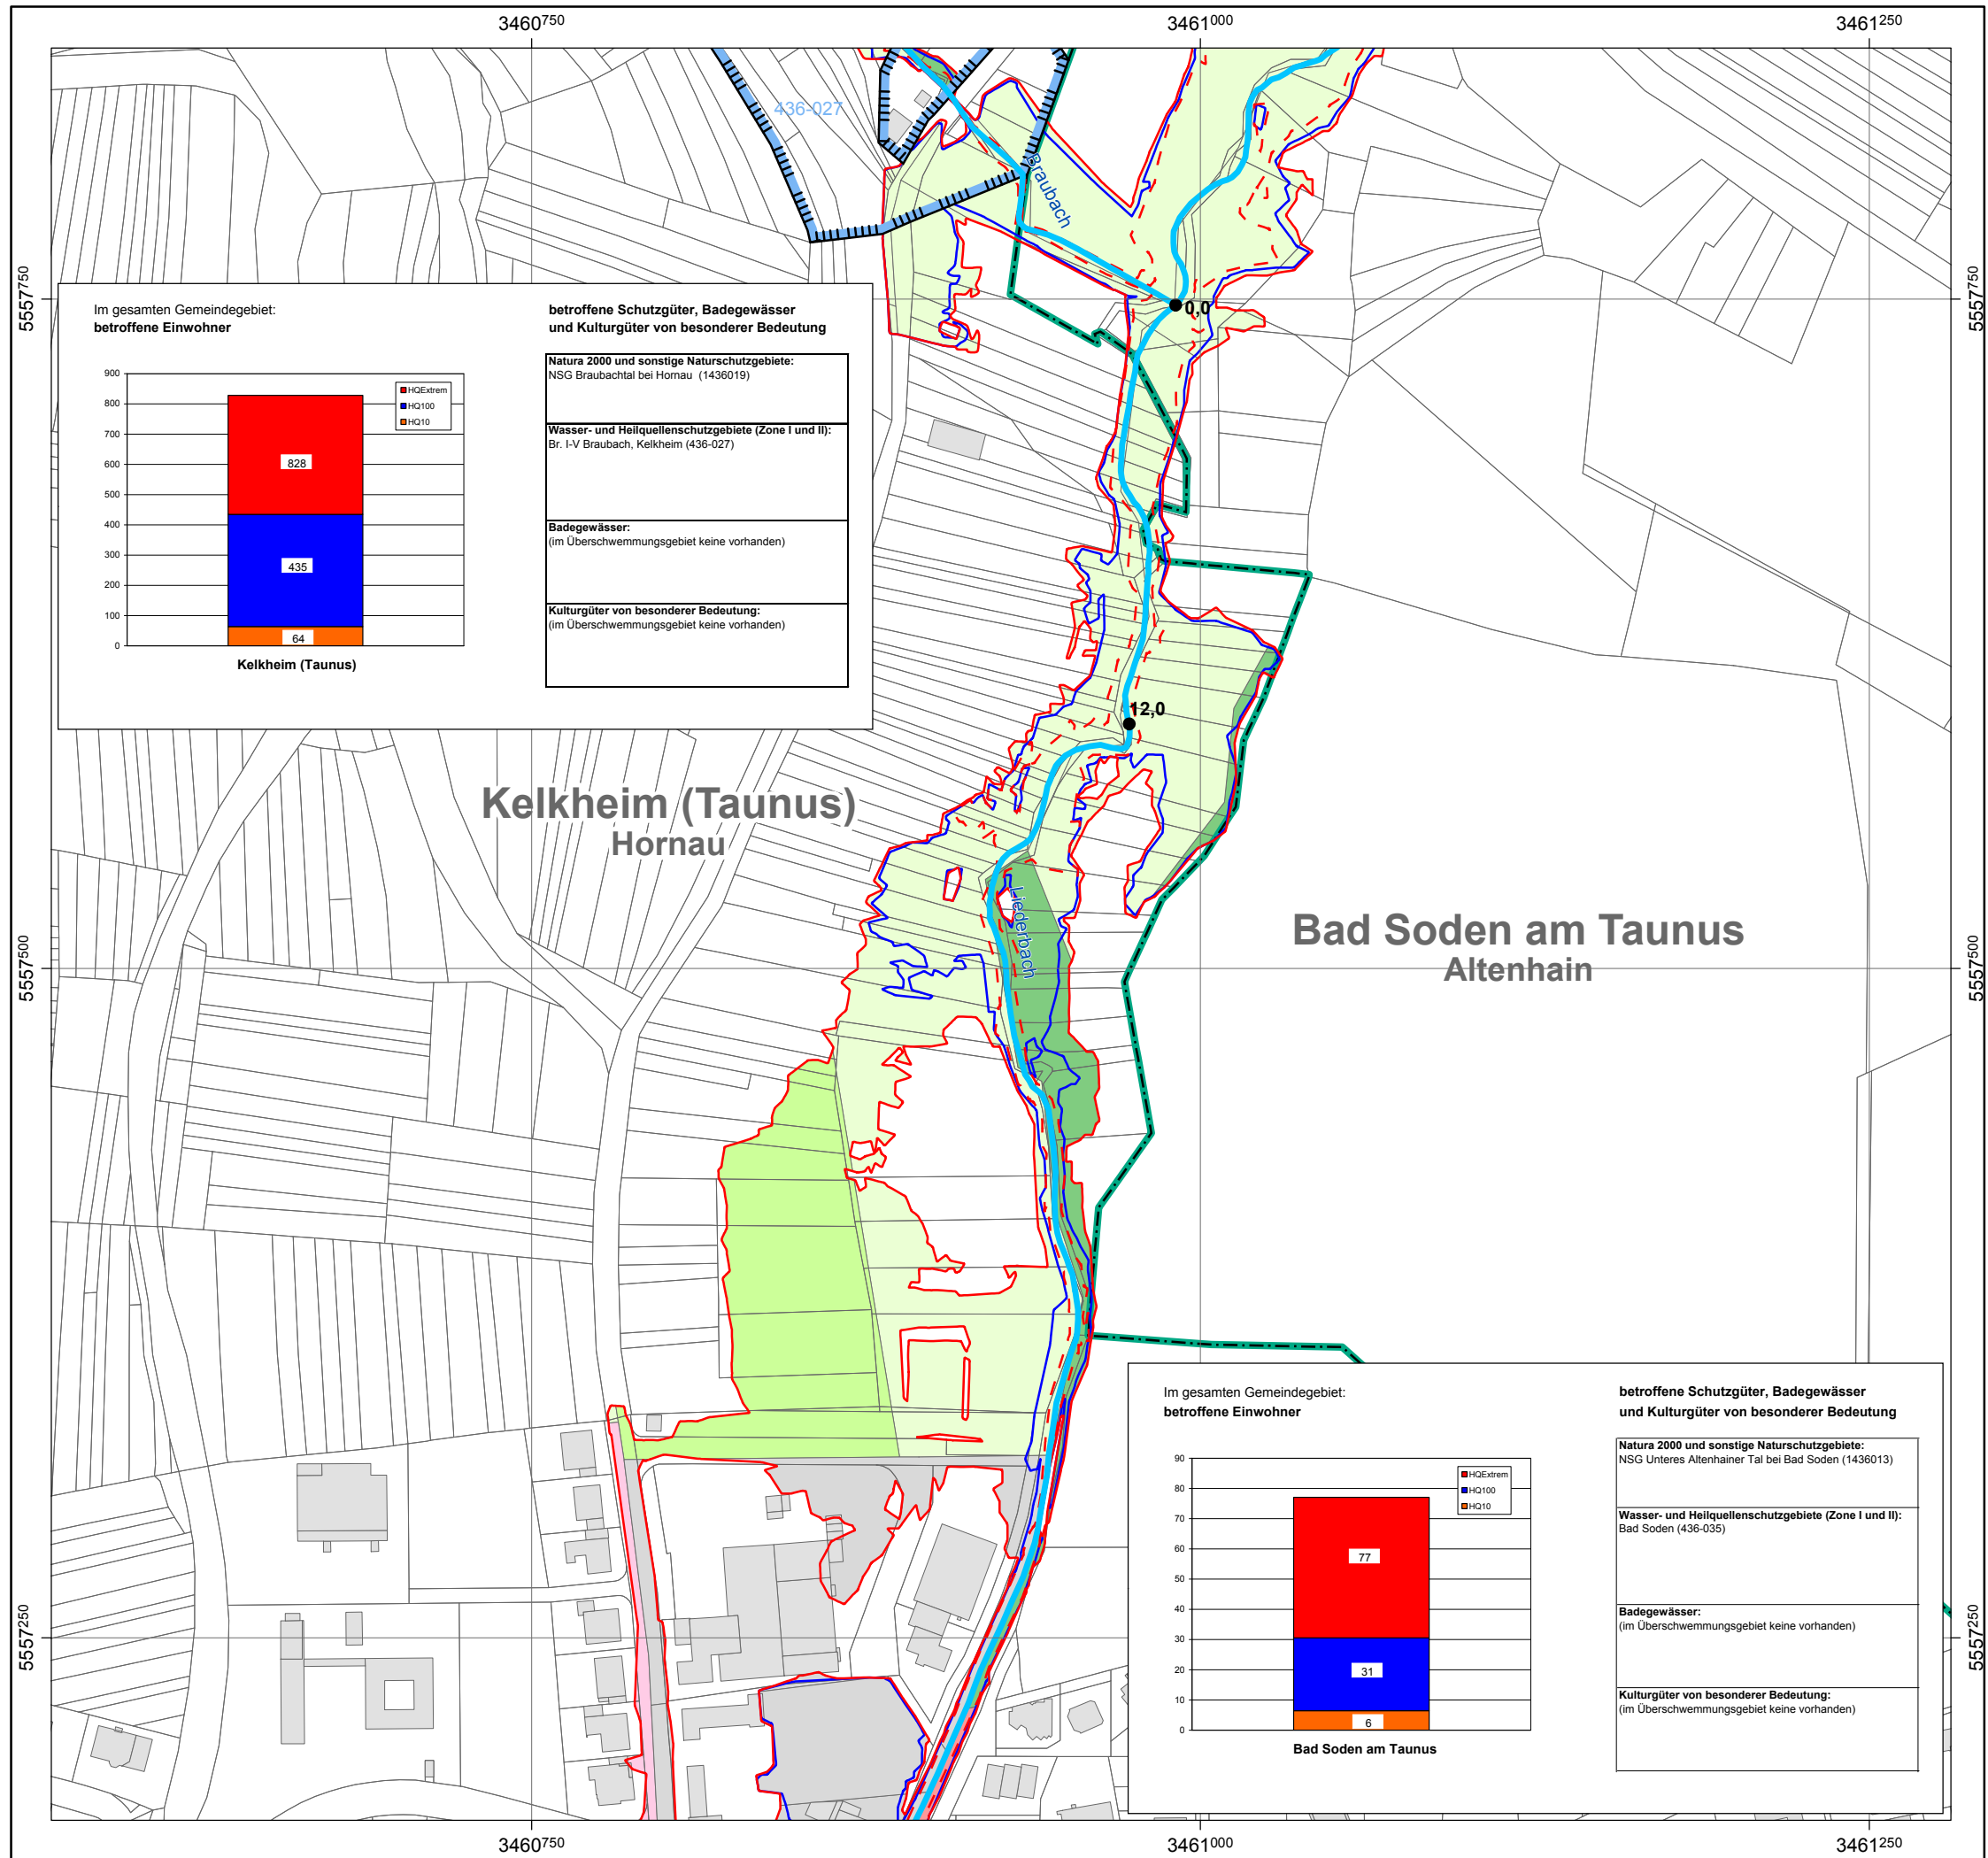 3460750
3461000
3461250
436-027
Braubach
5557750
5557750
0,0
Im gesamten Gemeindegebiet:
betroffene Einwohner
900
800
700
600
500
400
300
200
100
0
HQExtrem
HQ100
HQ10
828
435
64
Kelkheim (Taunus)
betroffene Schutzgüter, Badegewässer
und Kulturgüter von besonderer Bedeutung
Natura 2000 und sonstige Naturschutzgebiete:
NSG Braubachtal bei Hornau (1436019)
Wasser- und Heilquellenschutzgebiete (Zone I und II):
Br. I-V Braubach, Kelkheim (436-027)
Badegewässer:
(im Überschwemmungsgebiet keine vorhanden)
Kulturgüter von besonderer Bedeutung:
(im Überschwemmungsgebiet keine vorhanden)
12,0
Kelkheim (Taunus)
Hornau
Liederbach
Bad Soden am Taunus
Altenhain
5557500
5557500
Im gesamten Gemeindegebiet:
betroffene Einwohner
90
80
70
60
50
40
30
20
10
0
HQExtrem
HQ100
HQ10
77
31
6
Bad Soden am Taunus
betroffene Schutzgüter, Badegewässer
und Kulturgüter von besonderer Bedeutung
Natura 2000 und sonstige Naturschutzgebiete:
NSG Unteres Altenhainer Tal bei Bad Soden (1436013)
Wasser- und Heilquellenschutzgebiete (Zone I und II):
Bad Soden (436-035)
Badegewässer:
(im Überschwemmungsgebiet keine vorhanden)
Kulturgüter von besonderer Bedeutung:
(im Überschwemmungsgebiet keine vorhanden)
5557250
5557250
3460750
3461000
3461250